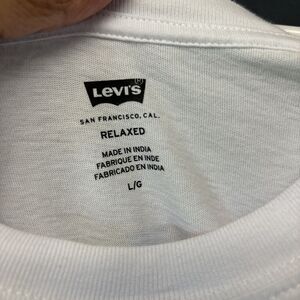 Levi's
SAN FRANCISCO, CAL.
RELAXED
MADE IN INDIA
FABRIQUE EN INDE
FABRICADO EN INDIA
L/G